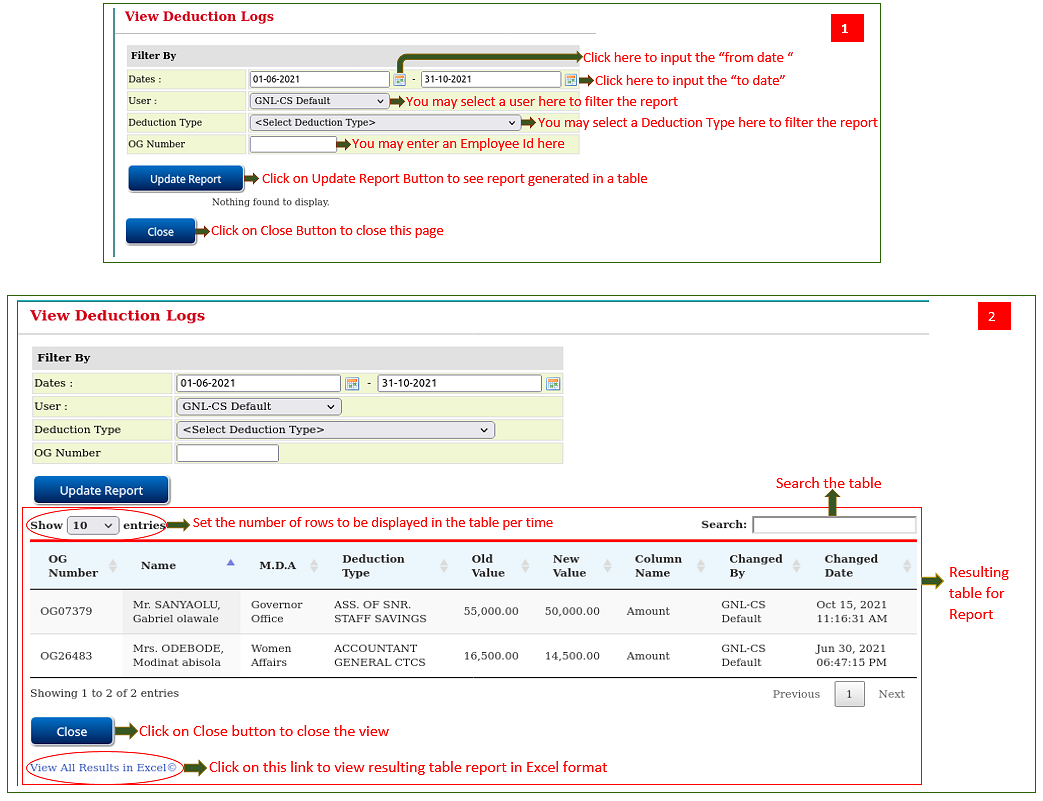 View Deduction Logs
1
Filter By
Click here to input the “from date “
Dates : 01-06-2021 - 31-10-2021 Click here to input the “to date”
User : GNL-CS Default You may select a user here to filter the report
Deduction Type <Select Deduction Type> You may select a Deduction Type here to filter the report
OG Number You may enter an Employee Id here
Update Report Click on Update Report Button to see report generated in a table
Nothing found to display.
Close Click on Close Button to close this page
View Deduction Logs
2
Filter By
Dates : 01-06-2021 - 31-10-2021
User : GNL-CS Default
Deduction Type <Select Deduction Type>
OG Number
Update Report
Search the table
Show 10 entries Set the number of rows to be displayed in the table per time Search:
OG Name M.D.A Deduction Old New Column Changed Changed
Number Type Value Value Name By Date
Resulting
table for
Report
OG07379 Mr. SANYAOLU, Governor ASS. OF SNR. 55,000.00 50,000.00 Amount GNL-CS Oct 15, 2021
Gabriel olawale Office STAFF SAVINGS Default 11:16:31 AM
OG26483 Mrs. ODEBODE, Women ACCOUNTANT 16,500.00 14,500.00 Amount GNL-CS Jun 30, 2021
Modinat abisola Affairs GENERAL CTCS Default 06:47:15 PM
Showing 1 to 2 of 2 entries Previous 1 Next
Close Click on Close button to close the view
View All Results in Excel© Click on this link to view resulting table report in Excel format